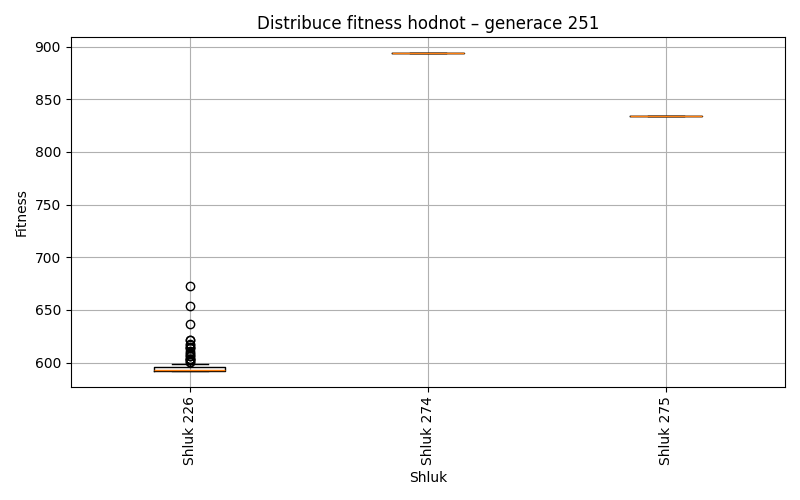 Distribuce fitness hodnot – generace 251
900
850
800
750
700
650
600
Fitness
Shluk 226
Shluk 274
Shluk 275
Shluk